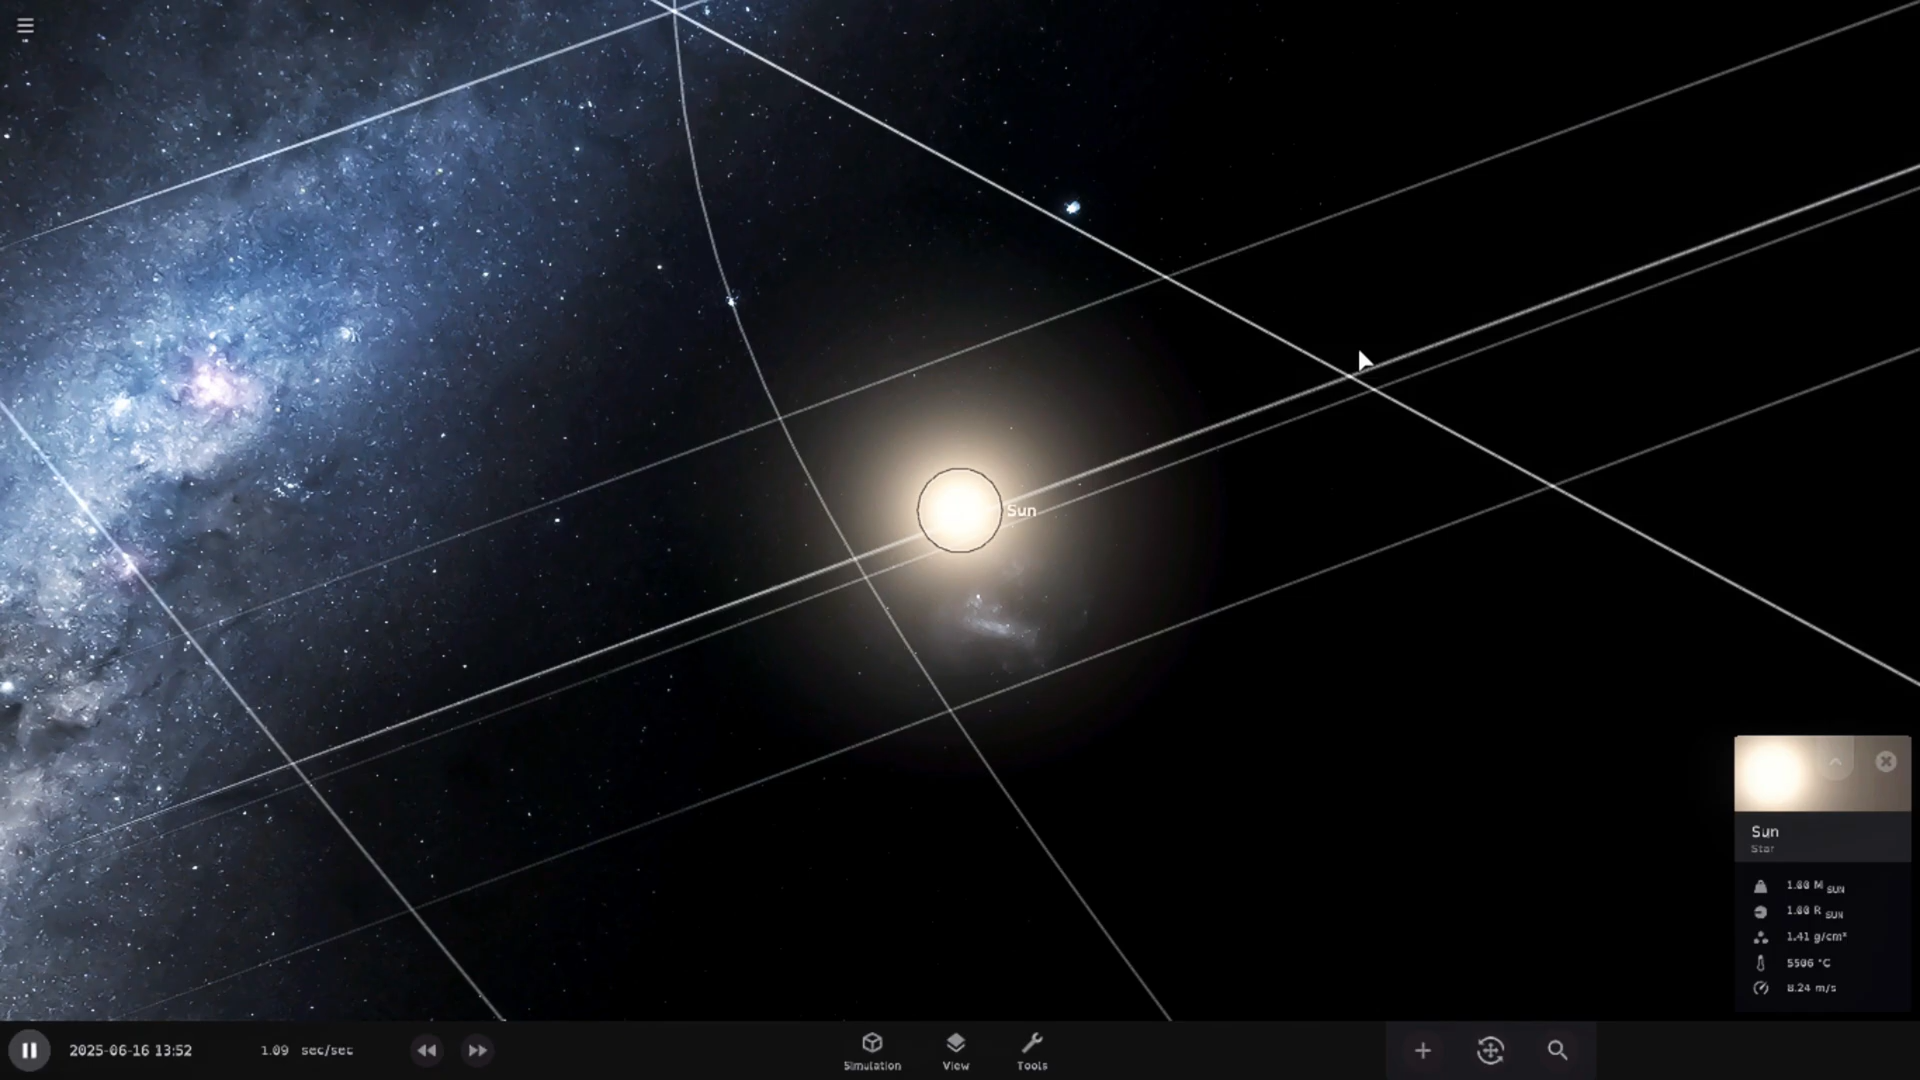 Sun
Sun
Star
1.00 M SUN
1.00 R SUN
1.41 g/cm³
5506 °C
8.24 m/s
2025-06-16 13:52
1.09 sec/sec
Simulation
View
Tools